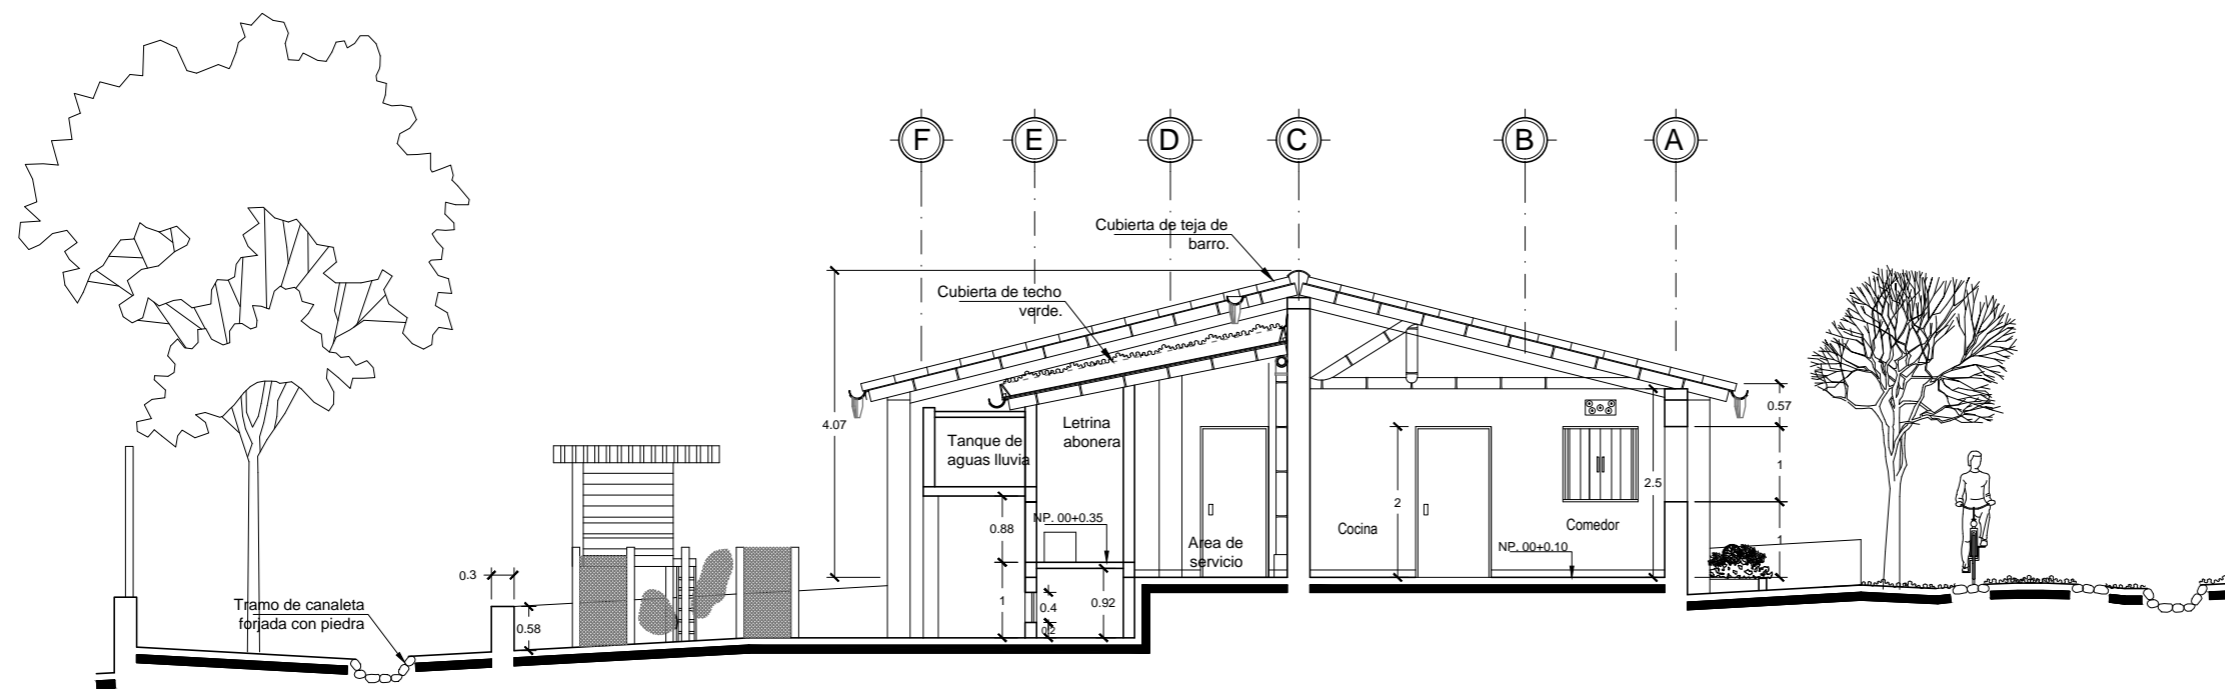 F E D C B A
Cubierta de teja de
barro.
Cubierta de techo
verde.
4.07
0.57
Letrina
abonera
Tanque de
aguas lluvia
1
2.5
2
0.88
NP. 00+0.35
Cocina
Comedor
Area de
servicio
NP. 00+0.10
1
0.3
Tramo de canaleta
forjada con piedra
0.58
1
0.4
0.2
0.92